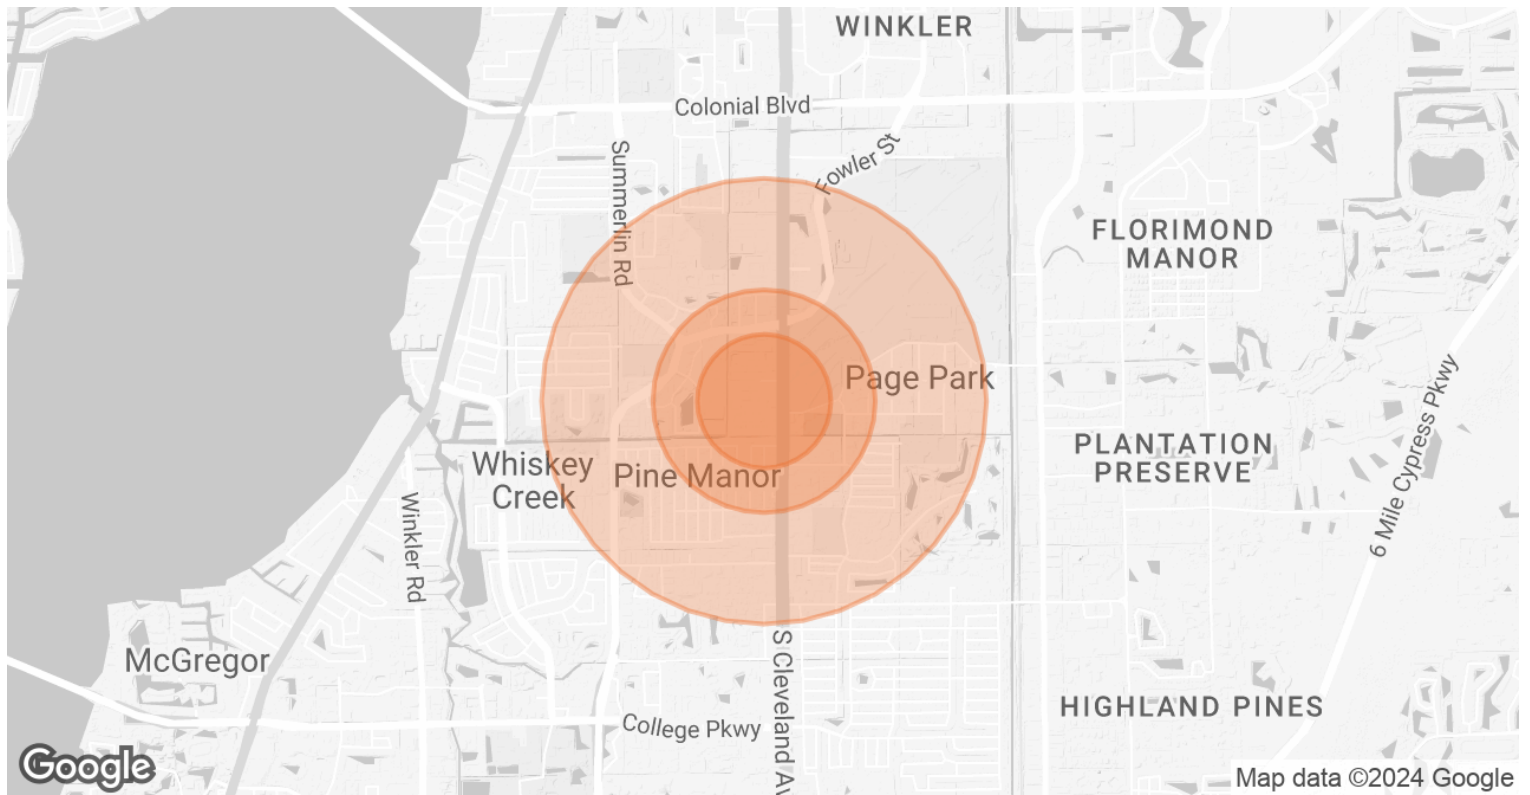 WINKLER
Colonial Blvd
Fowler St
Summerlin Rd
FLORIMOND
MANOR
Page Park
6 Mile Cypress Pkwy
PLANTATION
PRESERVE
Whiskey
Creek
Pine Manor
Winkler Rd
McGregor
S Cleveland Av
HIGHLAND PINES
College Pkwy
Google
Map data ©2024 Google